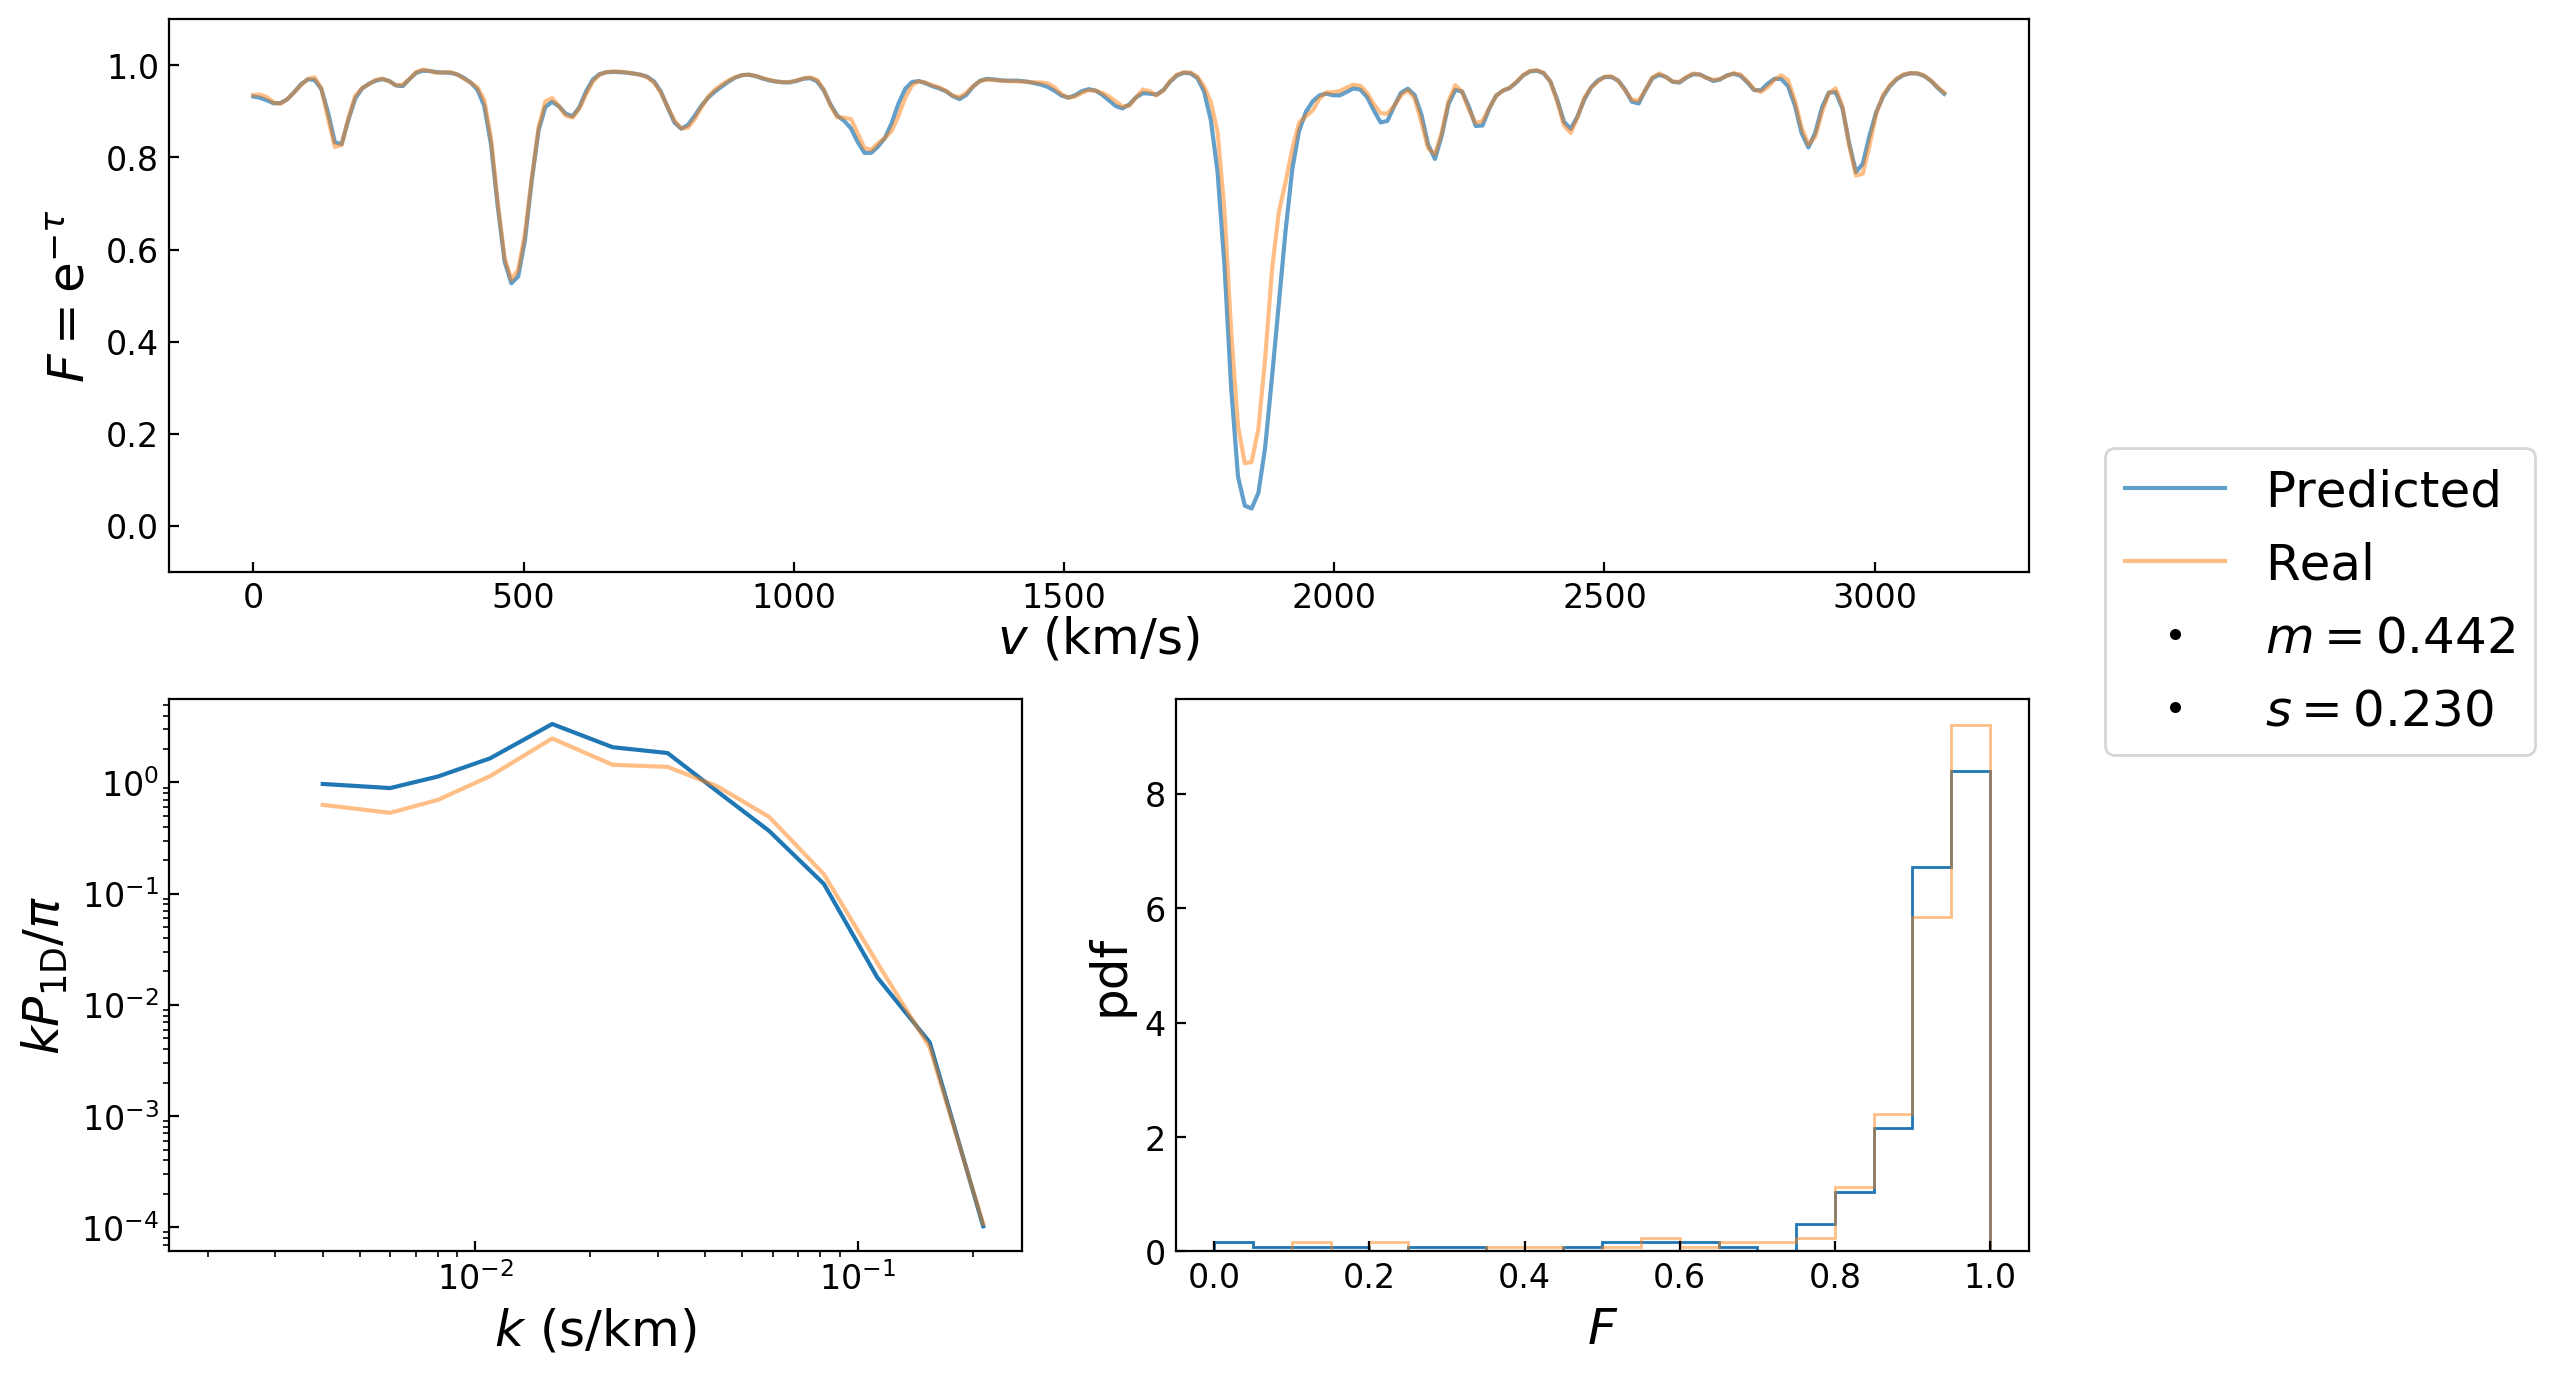 1.0
0.8
0.6
0.4
0.2
0.0
F = e^{-τ}
0 500 1000 1500 2000 2500 3000
v (km/s)
Predicted
Real
m = 0.442
s = 0.230
10^0
10^{-1}
10^{-2}
10^{-3}
10^{-4}
kP_{1D}/π
10^{-2} 10^{-1}
k (s/km)
8
6
4
2
0
pdf
0.0 0.2 0.4 0.6 0.8 1.0
F